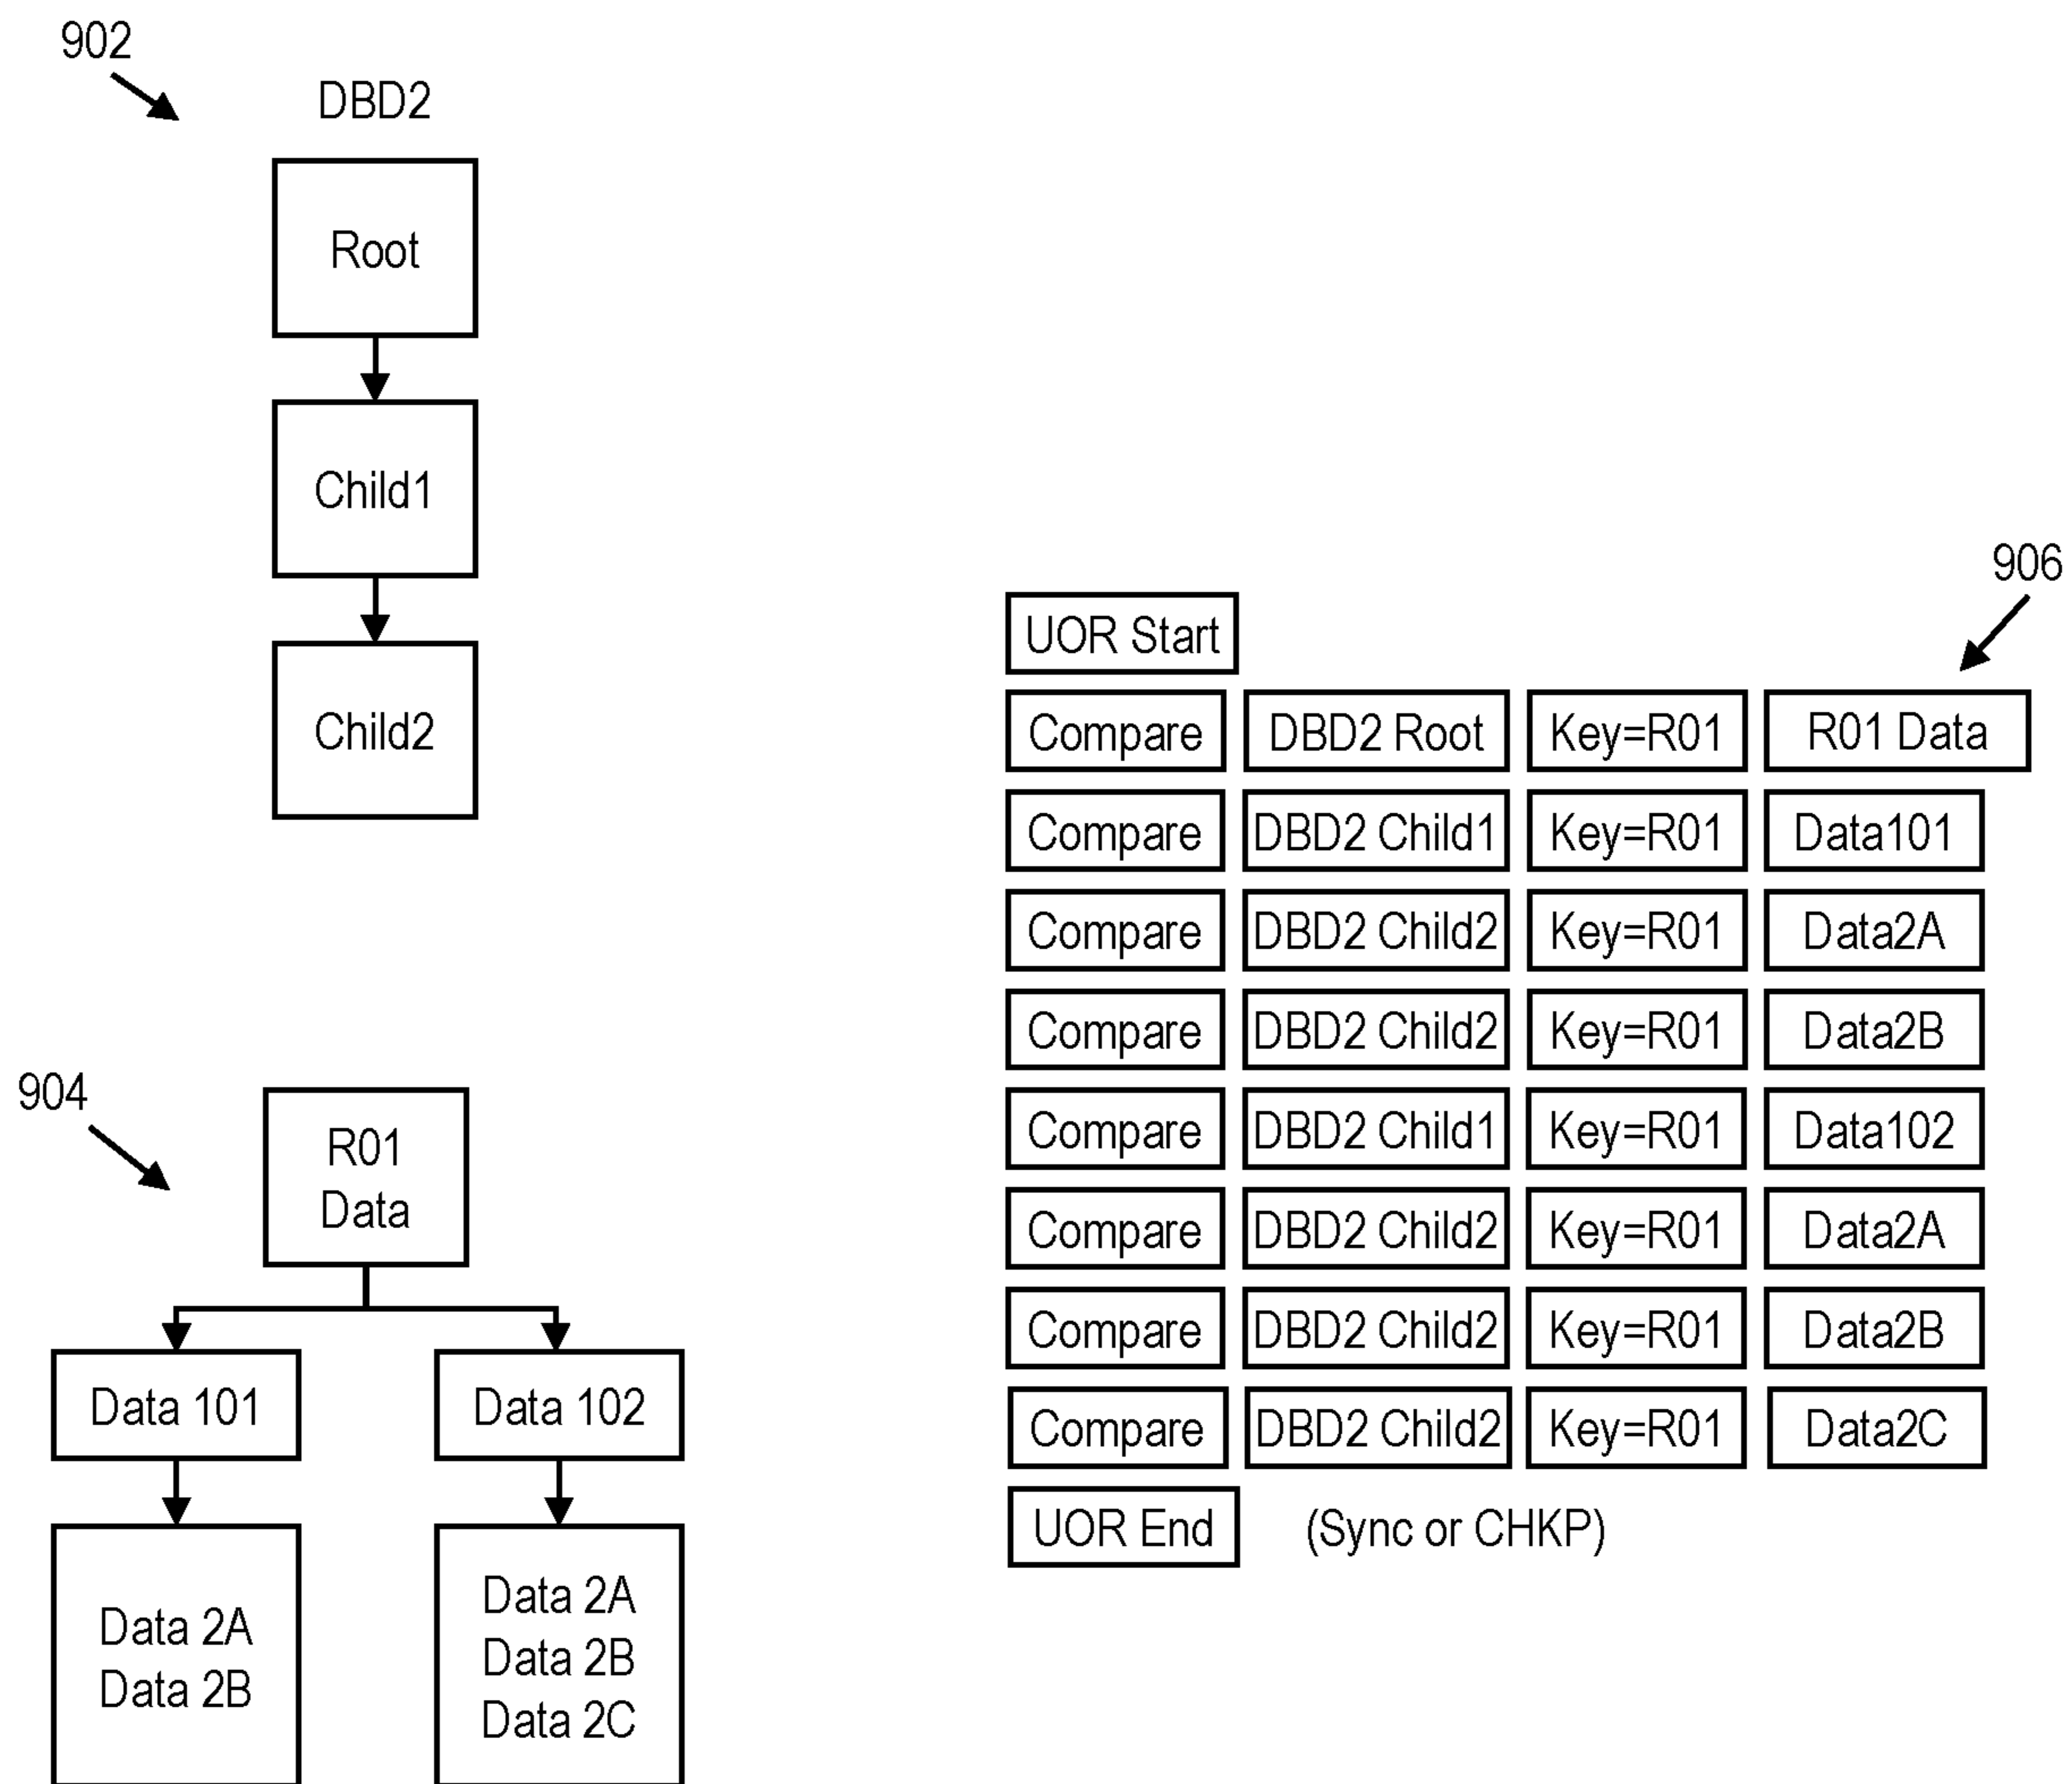 902
DBD2
Root
Child1
Child2
904
R01
Data
Data 101
Data 102
Data 2A
Data 2B
Data 2A
Data 2B
Data 2C
906
UOR Start
Compare DBD2 Root Key=R01 R01 Data
Compare DBD2 Child1 Key=R01 Data101
Compare DBD2 Child2 Key=R01 Data2A
Compare DBD2 Child2 Key=R01 Data2B
Compare DBD2 Child1 Key=R01 Data102
Compare DBD2 Child2 Key=R01 Data2A
Compare DBD2 Child2 Key=R01 Data2B
Compare DBD2 Child2 Key=R01 Data2C
UOR End (Sync or CHKP)